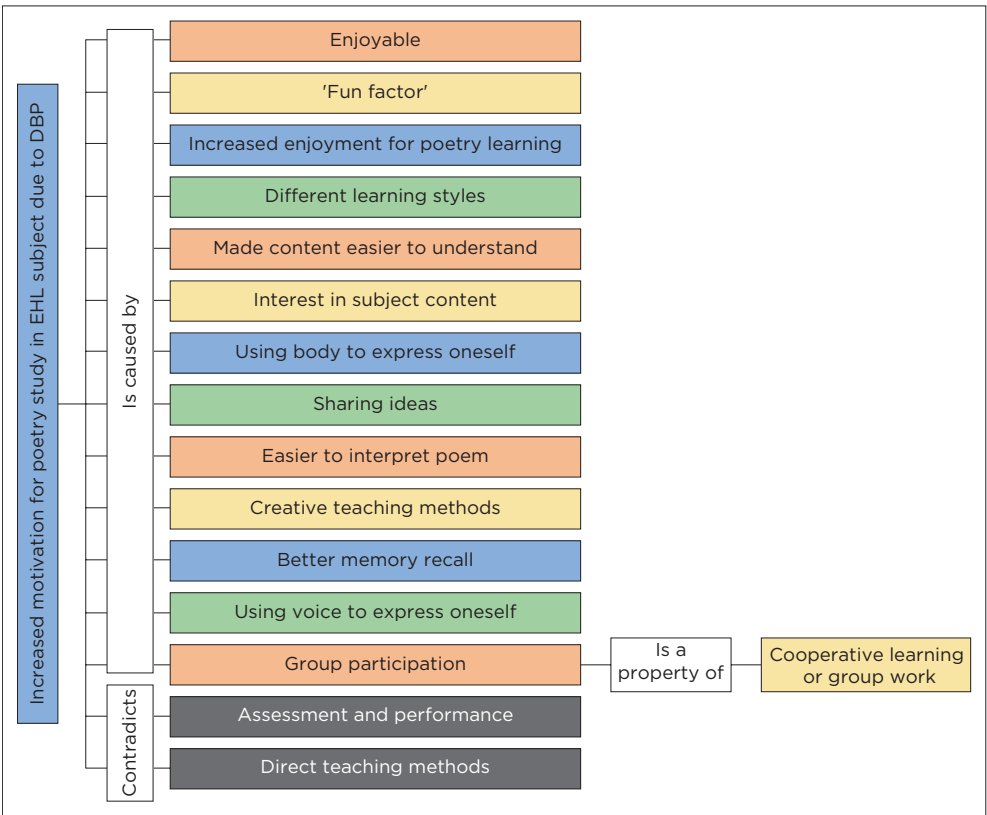 Increased motivation for poetry study in EHL subject due to DBP
Is caused by
Enjoyable
'Fun factor'
Increased enjoyment for poetry learning
Different learning styles
Made content easier to understand
Interest in subject content
Using body to express oneself
Sharing ideas
Easier to interpret poem
Creative teaching methods
Better memory recall
Using voice to express oneself
Group participation
Is a
property of
Cooperative learning
or group work
Contradicts
Assessment and performance
Direct teaching methods